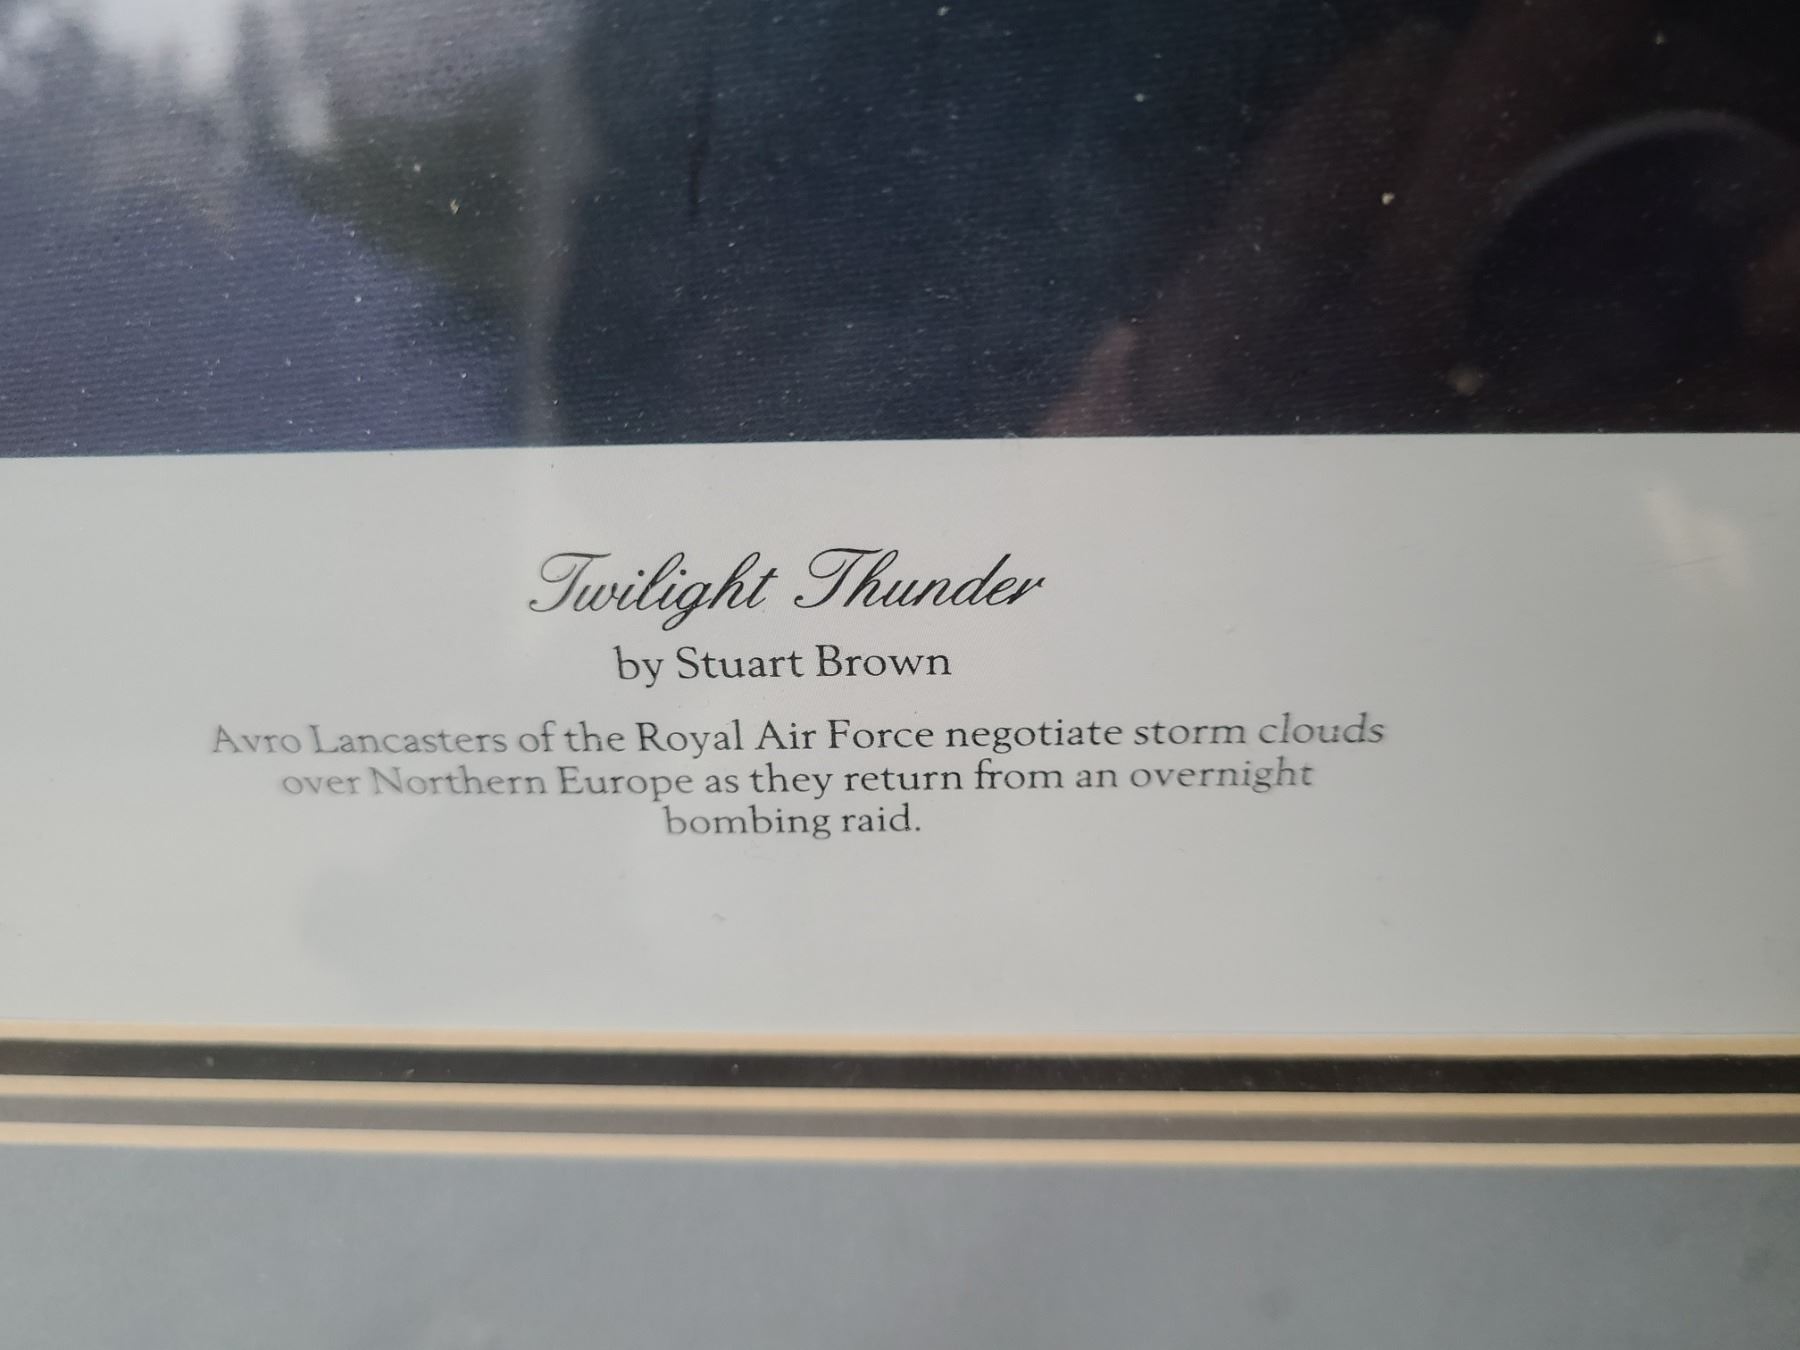 Twilight Thunder
by Stuart Brown
Avro Lancasters of the Royal Air Force negotiate storm clouds
over Northern Europe as they return from an overnight
bombing raid.